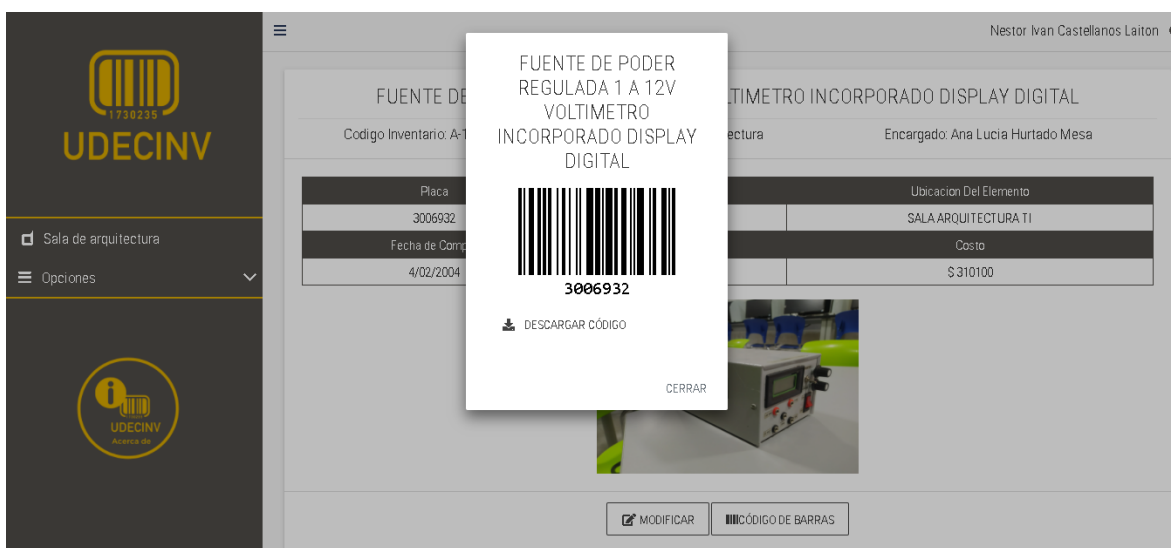 1730235
UDECINV
Sala de arquitectura
Opciones
UDECINV
Acerca de
Nestor Ivan Castellanos Laiton
FUENTE DE
LTIMETRO INCORPORADO DISPLAY DIGITAL
Codigo Inventario: A-1
ectura
Encargado: Ana Lucia Hurtado Mesa
Placa
Ubicacion Del Elemento
3006932
SALA ARQUITECTURA TI
Fecha de Comp
Costo
4/02/2004
$ 310100
FUENTE DE PODER
REGULADA 1 A 12V
VOLTIMETRO
INCORPORADO DISPLAY
DIGITAL
3006932
DESCARGAR CÓDIGO
CERRAR
MODIFICAR
CÓDIGO DE BARRAS